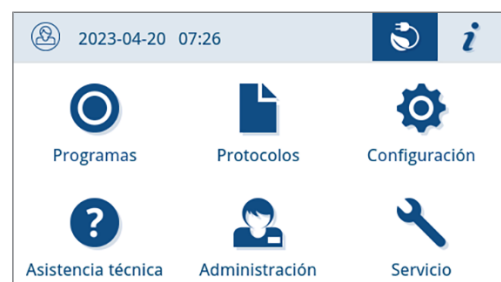 2023-04-20 07:26
i
Programas Protocolos Configuración
?
Asistencia técnica Administración Servicio